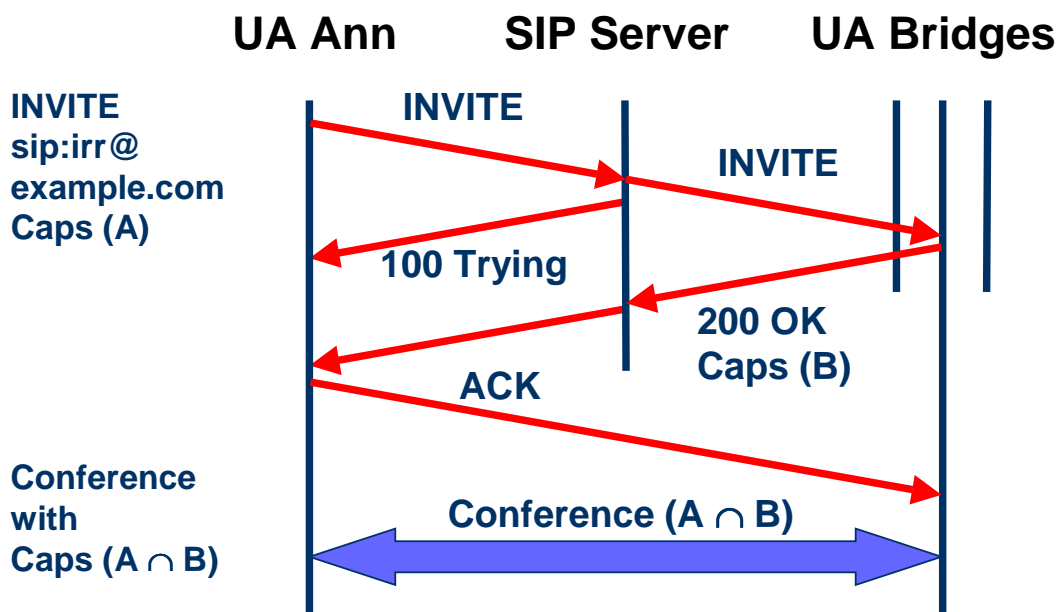 UA Ann SIP Server UA Bridges
INVITE
sip:irr@
example.com
Caps (A)
INVITE
INVITE
100 Trying
200 OK
Caps (B)
ACK
Conference
with
Caps (A ∩ B)
Conference (A ∩ B)